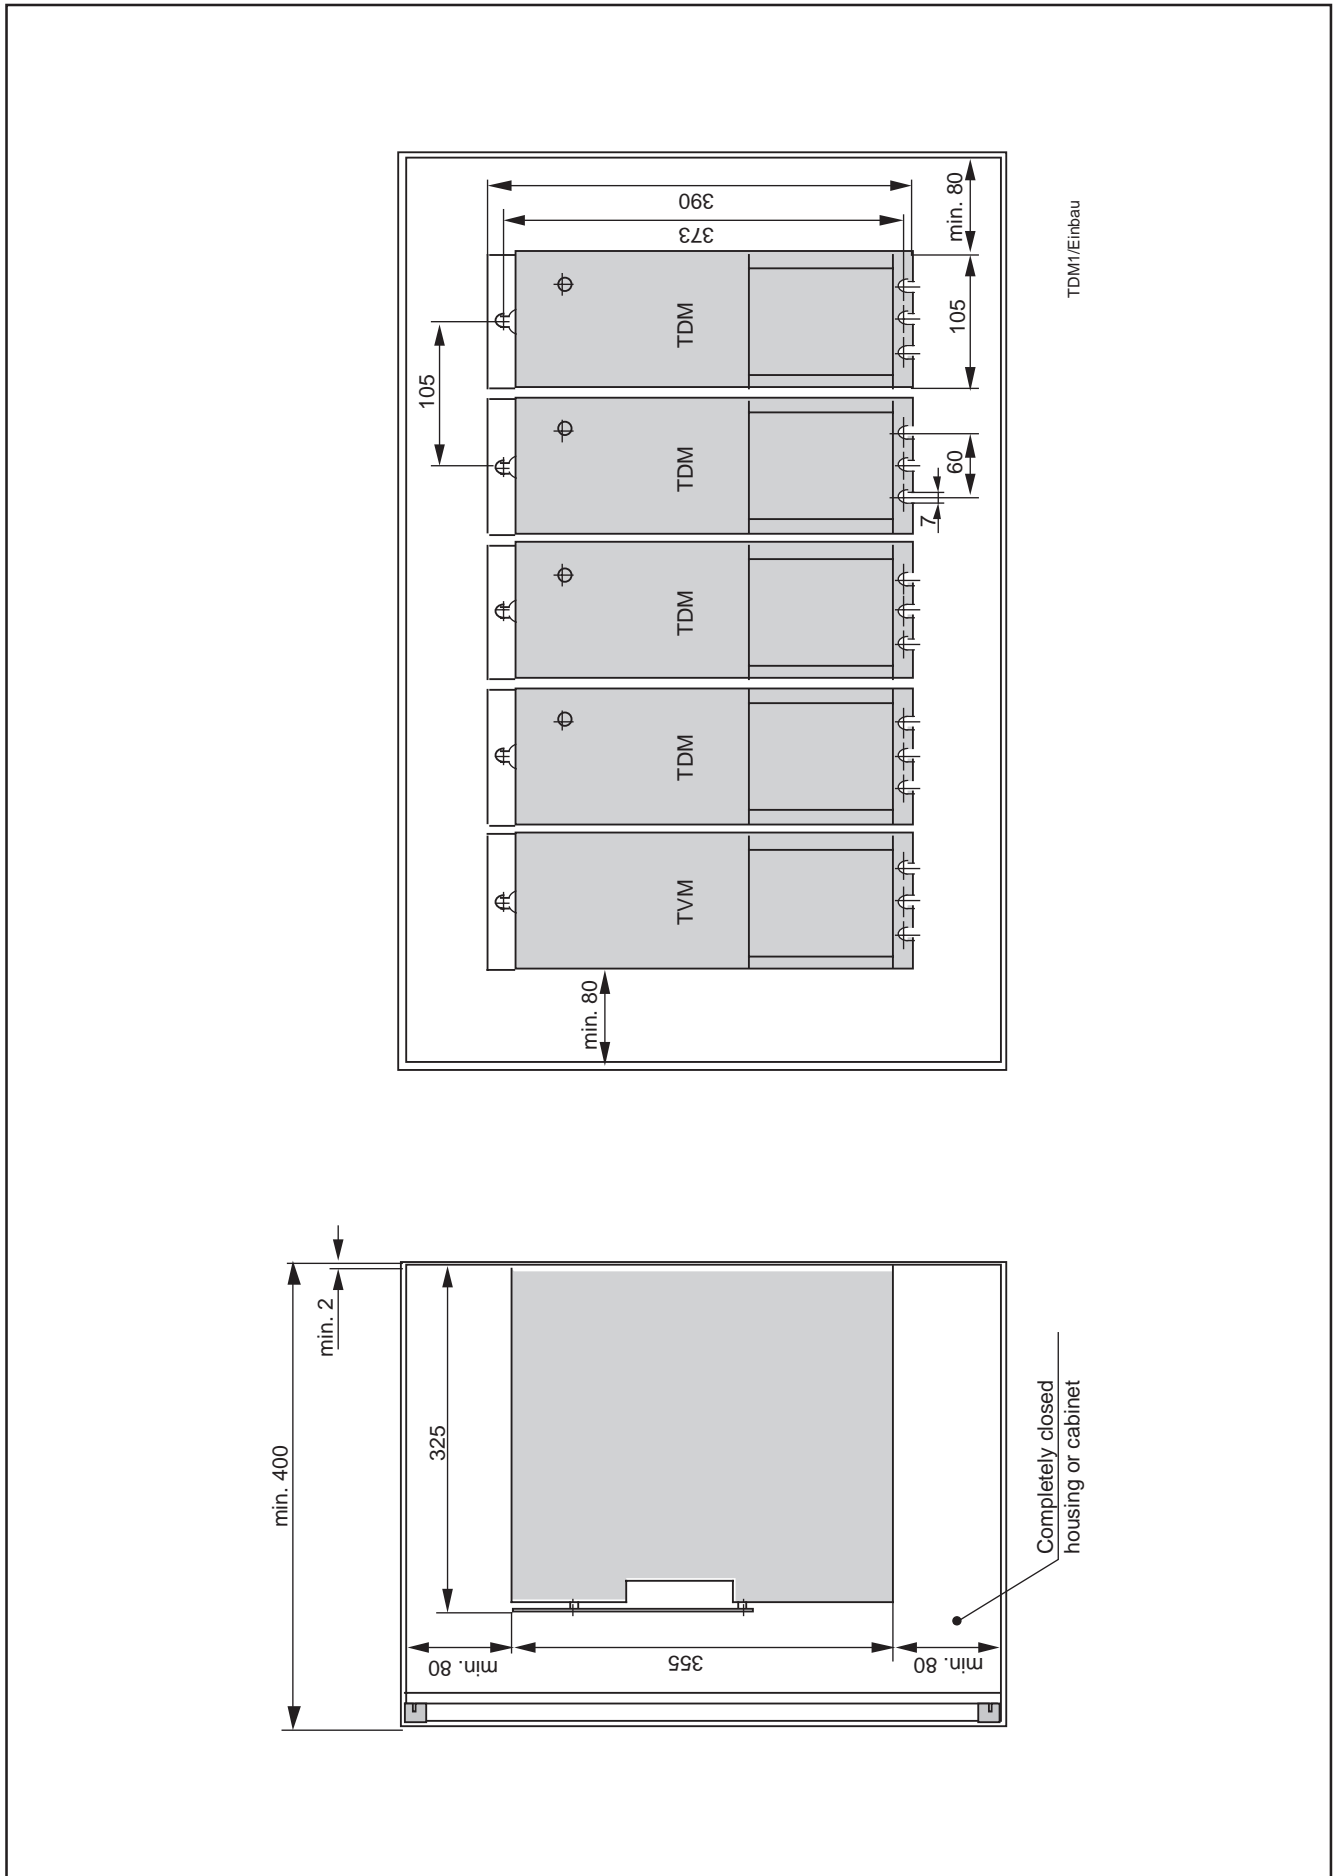 390
373
min. 80
TDM1/Einbau
105
TDM
105
TDM
60
7
TDM
TDM
TVM
min. 80
min. 2
min. 400
325
Completely closed
housing or cabinet
min. 80
355
min. 80